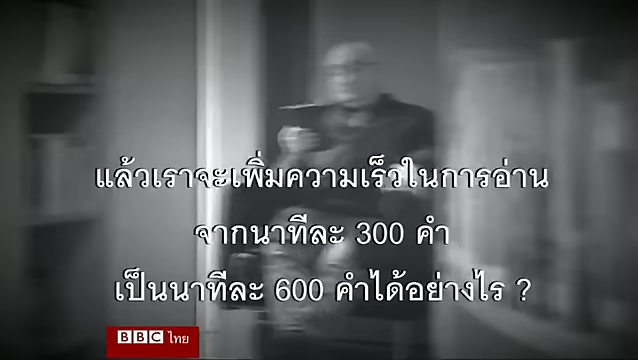 แล้วเราจะเพิ่มความเร็วในการอ่าน
จากนาทีละ 300 คำ
เป็นนาทีละ 600 คำได้อย่างไร ?
BBC ไทย